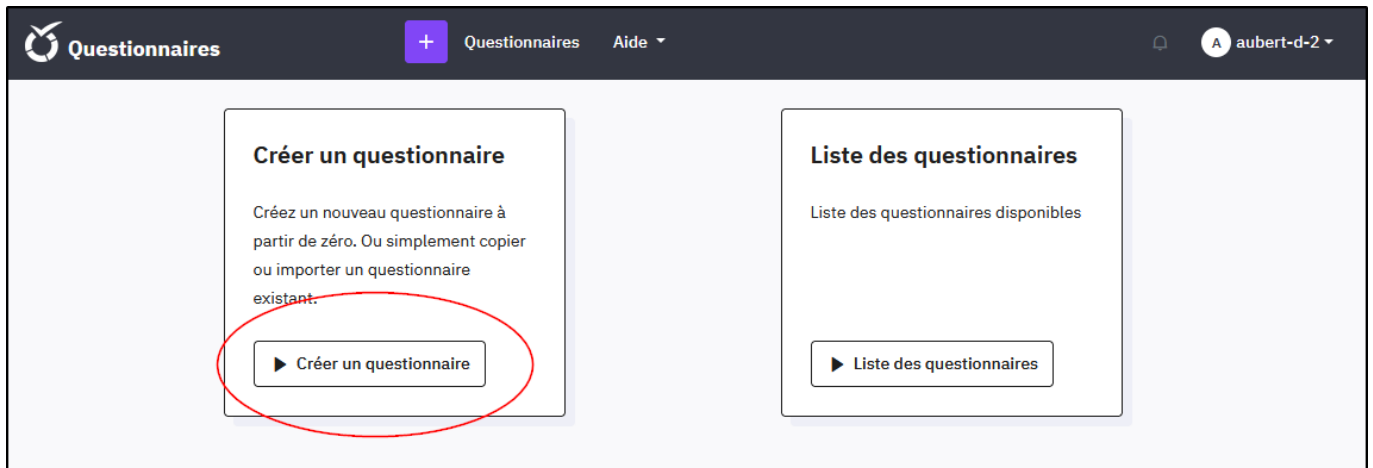 Questionnaires
+ Questionnaires Aide
A aubert-d-2
Créer un questionnaire
Créez un nouveau questionnaire à
partir de zéro. Ou simplement copier
ou importer un questionnaire
existant.
Créer un questionnaire
Liste des questionnaires
Liste des questionnaires disponibles
Liste des questionnaires